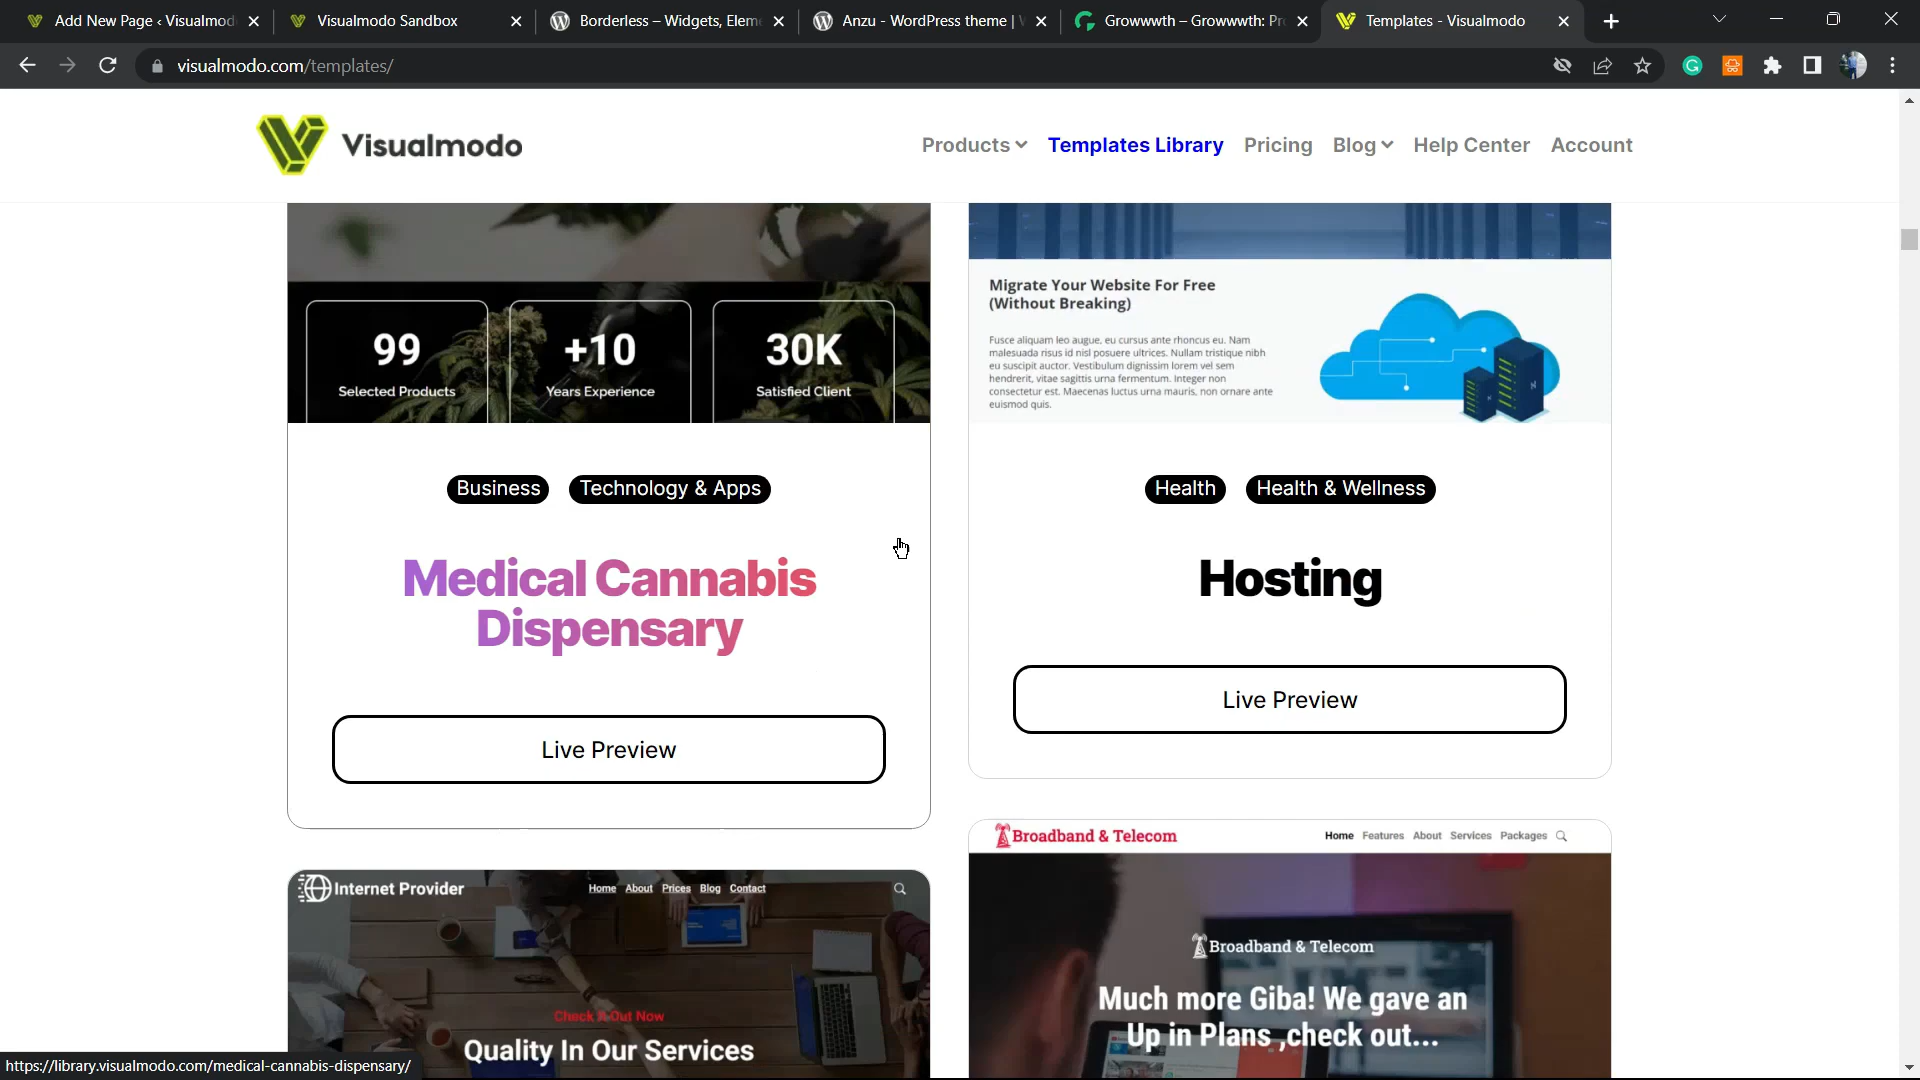 Add New Page ‹ Visualmod
Visualmodo Sandbox
Borderless – Widgets, Elem
Anzu - WordPress theme |
Growwwth – Growwwth: Pr
Templates - Visualmodo
visualmodo.com/templates/
Visualmodo
Products
Templates Library
Pricing
Blog
Help Center
Account
99
Selected Products
+10
Years Experience
30K
Satisfied Client
Business
Technology & Apps
Medical Cannabis
Dispensary
Live Preview
Migrate Your Website For Free
(Without Breaking)
Fusce aliquam leo augue, eu cursus ante rhoncus eu. Nam
malesuada risus id nisl posuere ultrices. Nullam tristique nibh
eu suscipit auctor. Vestibulum dignissim lorem vel sem
hendrerit, vitae sagittis urna fermentum. Integer non
consectetur est. Maecenas luctus urna mauris, non ornare ante
euismod quis.
Health
Health & Wellness
Hosting
Live Preview
Internet Provider
Home About Prices Blog Contact
Check It Out Now
Quality In Our Services
Broadband & Telecom
Home Features About Services Packages
Broadband & Telecom
Much more Giba! We gave an
Up in Plans ,check out...
https://library.visualmodo.com/medical-cannabis-dispensary/